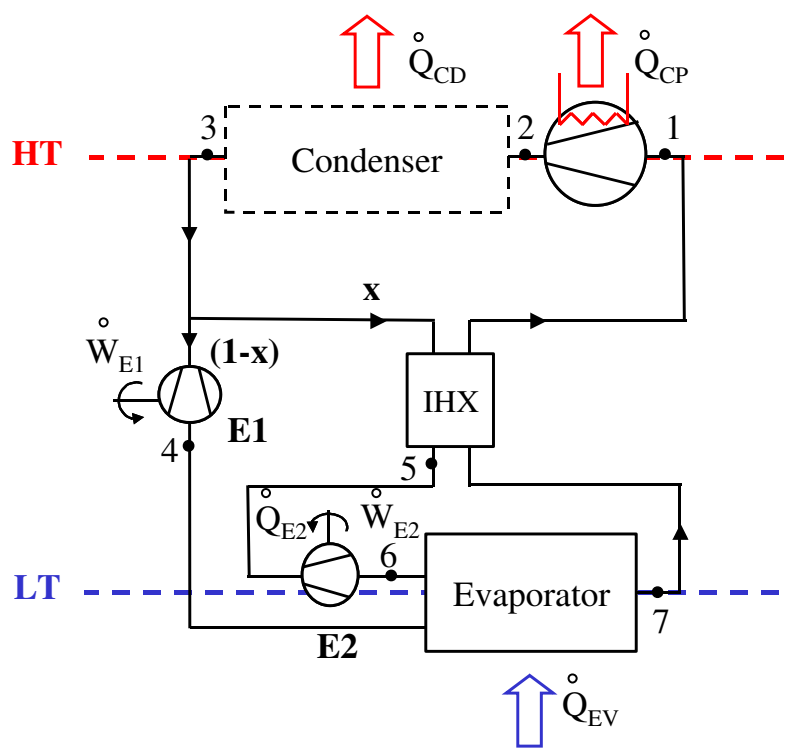 Q̊CD
Q̊CP
HT
3
Condenser
2
1
x
(1-x)
W̊E1
IHX
E1
4
5
Q̊E2
W̊E2
6
LT
Evaporator
7
E2
Q̊EV